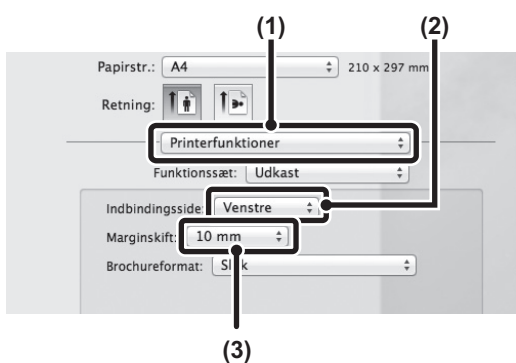 (1) (2)
Papirstr.: A4 210 x 297 mm
Retning:
Printerfunktioner
Funktionssæt: Udkast
Indbindingsside: Venstre
Marginskift: 10 mm
Brochureformat:
(3)